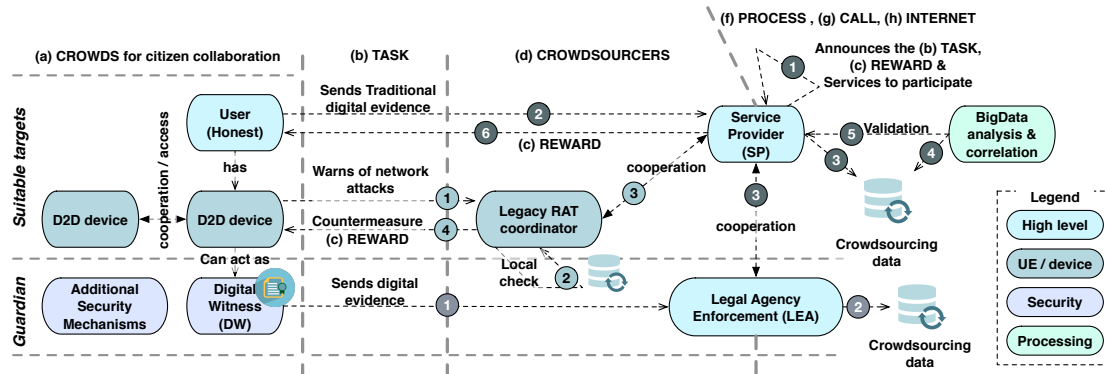 (f) PROCESS , (g) CALL, (h) INTERNET
(a) CROWDS for citizen collaboration
(b) TASK
(d) CROWDSOURCERS
Announces the (b) TASK,
(c) REWARD &
Services to participate
1
Suitable targets
Guardian
Sends Traditional
digital evidence
2
User
(Honest)
6
(c) REWARD
Service
Provider
(SP)
Validation
5
3
4
BigData
analysis &
correlation
has
cooperation / access
Warns of network
attacks
1
cooperation
3
3
cooperation
D2D device
D2D device
Countermeasure
4
(c) REWARD
Legacy RAT
coordinator
Crowdsourcing
data
Legend
High level
UE / device
Security
Processing
Can act as
Local
check
2
Additional
Security
Mechanisms
Digital
Witness
(DW)
Sends digital
evidence
1
Legal Agency
Enforcement (LEA)
2
Crowdsourcing
data